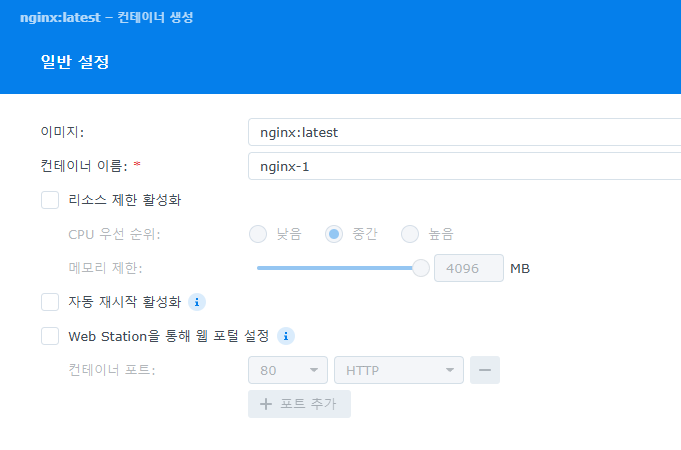 nginx:latest – 컨테이너 생성
일반 설정
이미지: nginx:latest
컨테이너 이름: * nginx-1
리소스 제한 활성화
CPU 우선 순위: 낮음 중간 높음
메모리 제한: 4096 MB
자동 재시작 활성화 i
Web Station을 통해 웹 포털 설정 i
컨테이너 포트: 80 HTTP
+ 포트 추가